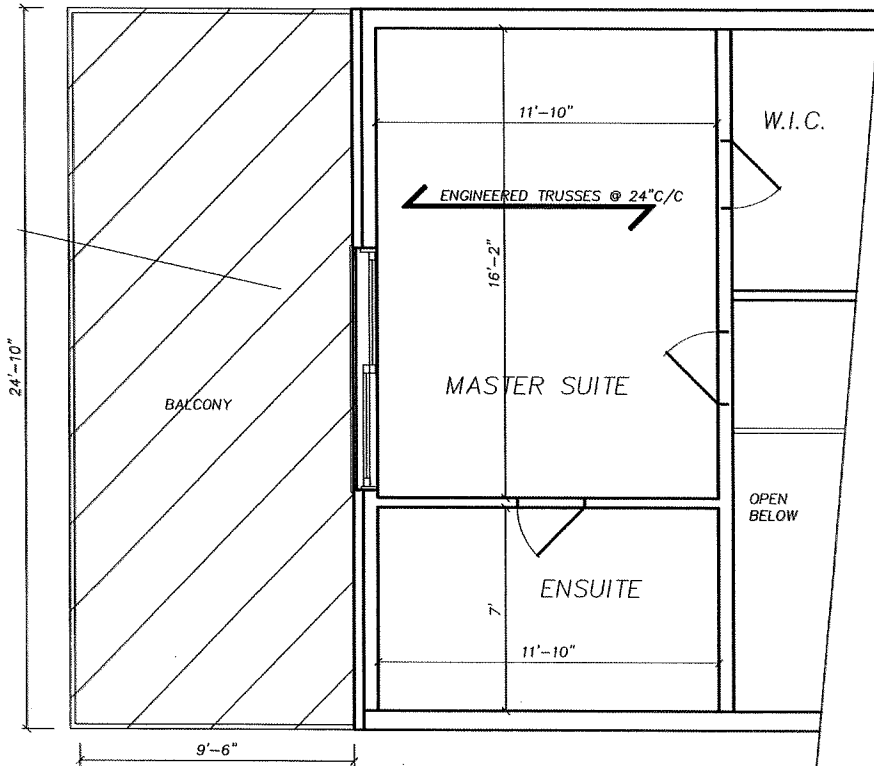 11'-10"
W.I.C.
ENGINEERED TRUSSES @ 24"C/C
16'-2"
24'-10"
MASTER SUITE
BALCONY
OPEN
BELOW
ENSUITE
7'
11'-10"
9'-6"